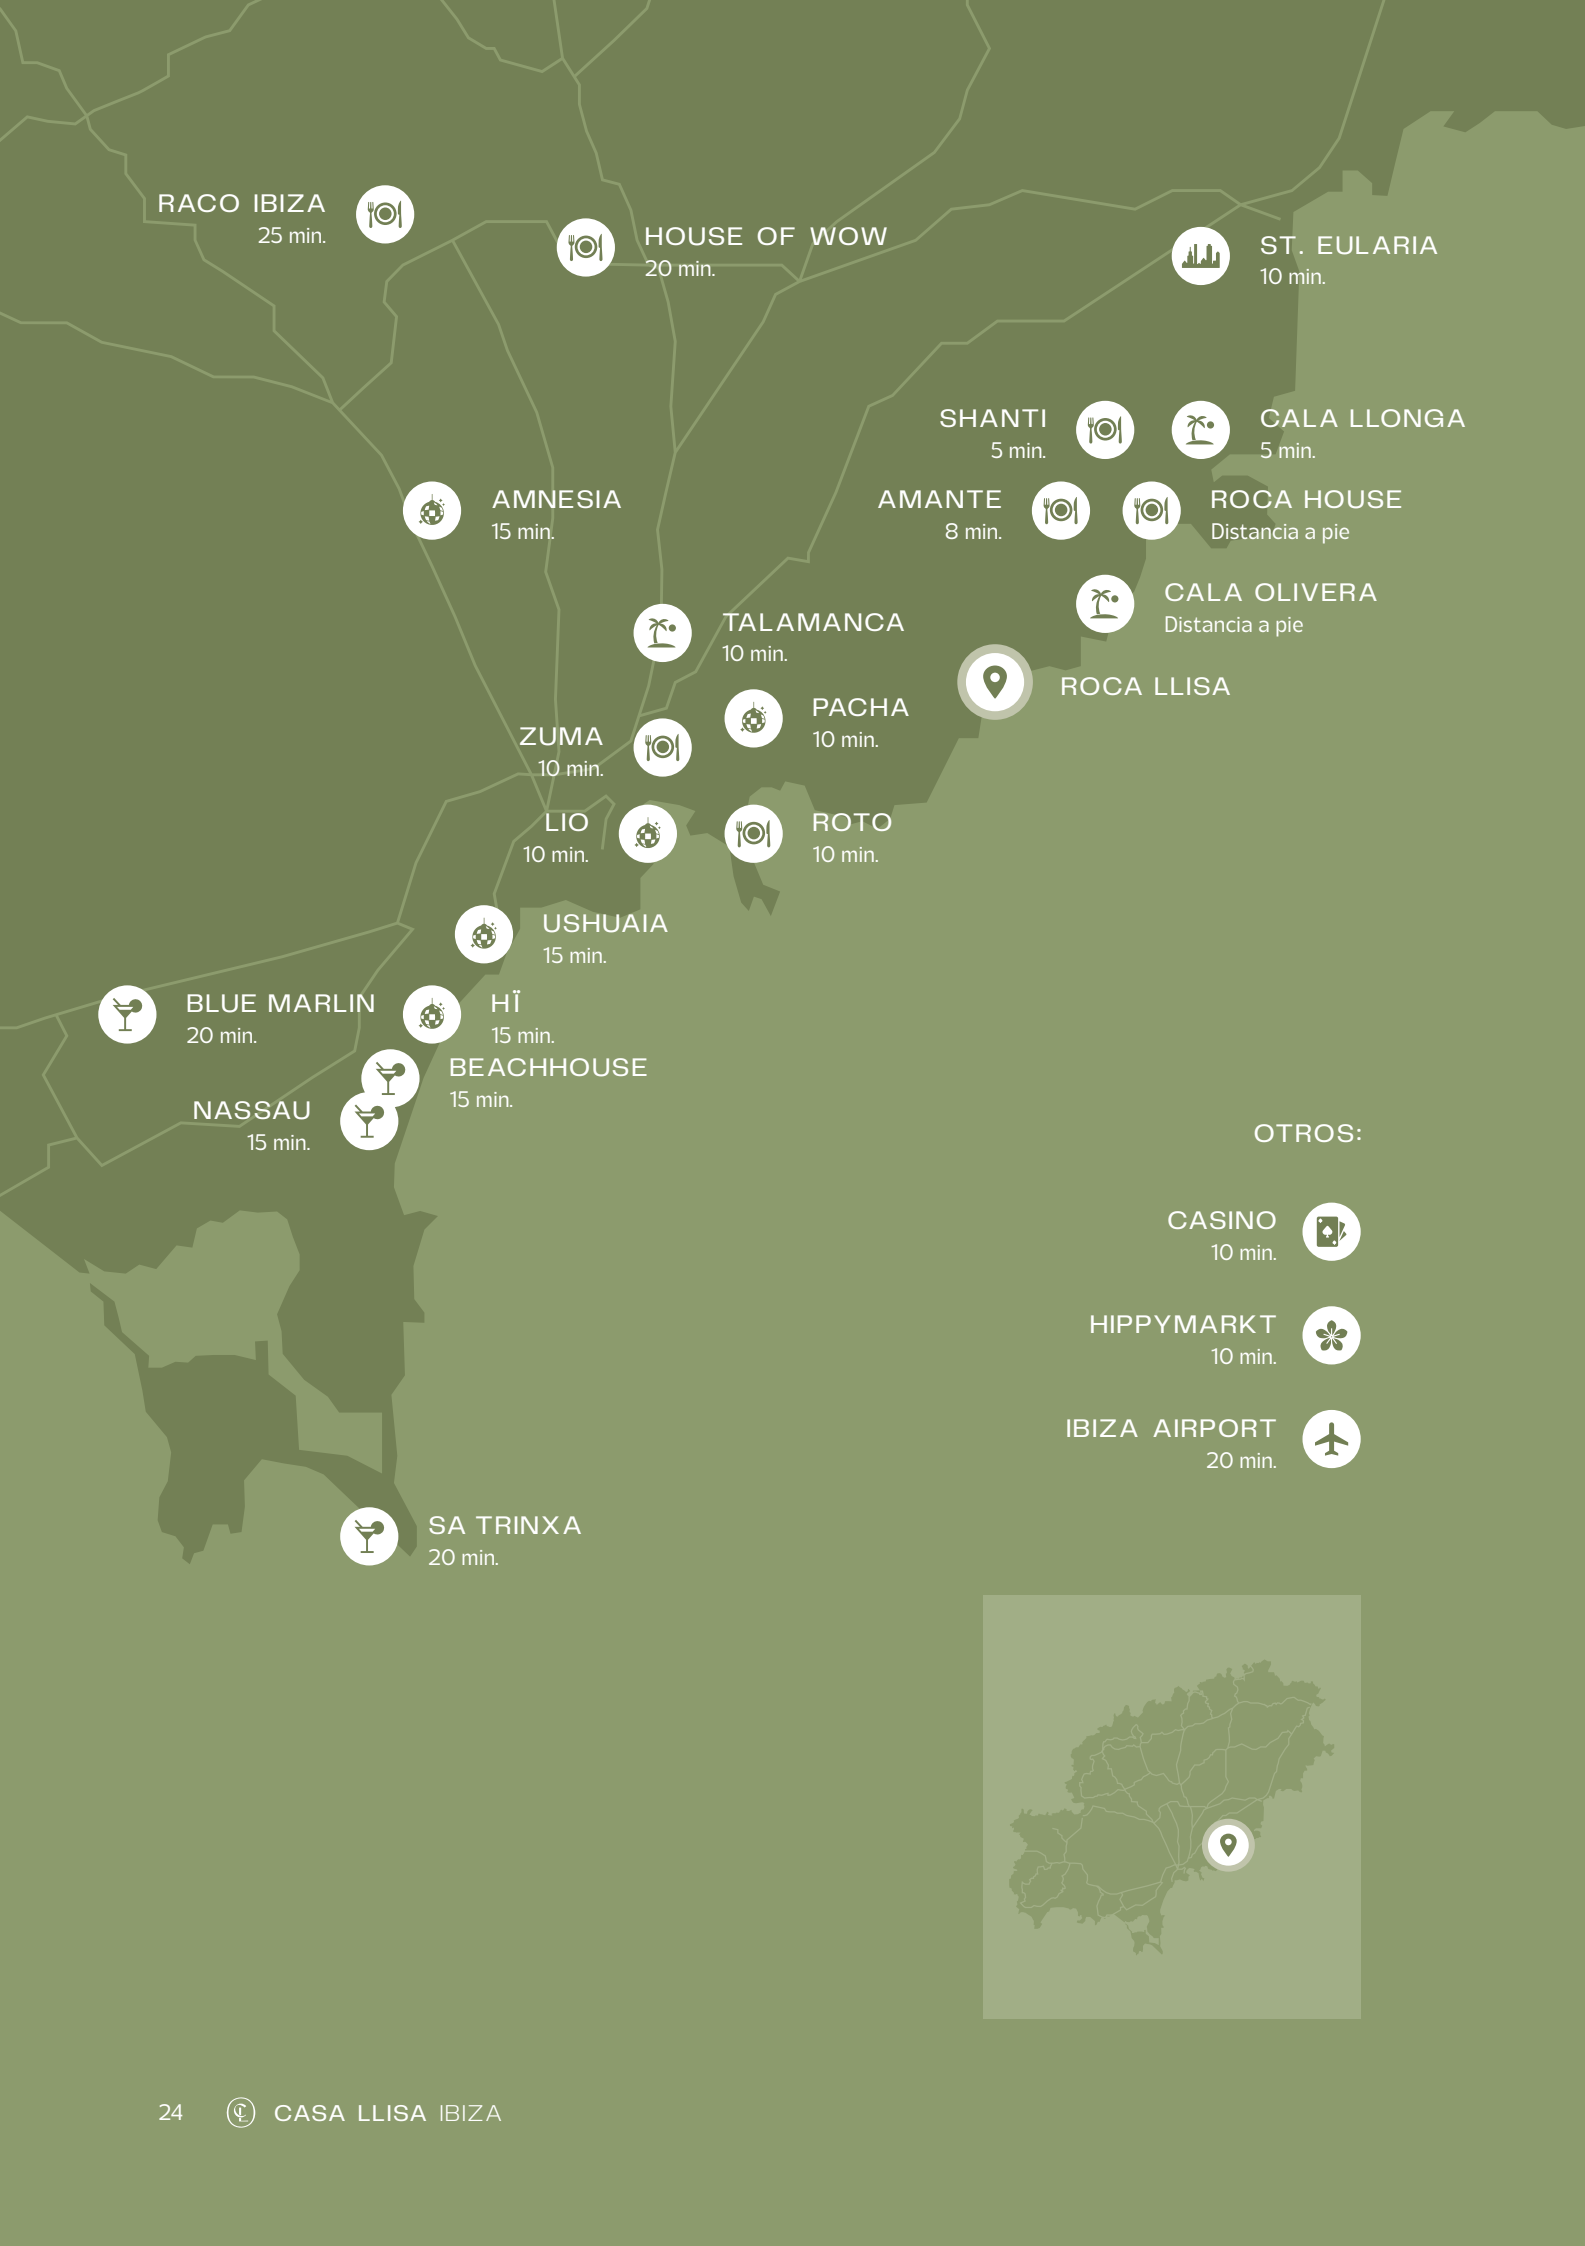 RACO IBIZA
25 min.
HOUSE OF WOW
20 min.
ST. EULARIA
10 min.
SHANTI
5 min.
CALA LLONGA
5 min.
AMNESIA
15 min.
AMANTE
8 min.
ROCA HOUSE
Distancia a pie
CALA OLIVERA
Distancia a pie
TALAMANCA
10 min.
ROCA LLISA
PACHA
10 min.
ZUMA
10 min.
LIO
10 min.
ROTO
10 min.
USHUAIA
15 min.
BLUE MARLIN
20 min.
HÏ
15 min.
BEACHHOUSE
15 min.
NASSAU
15 min.
OTROS:
CASINO
10 min.
HIPPYMARKT
10 min.
IBIZA AIRPORT
20 min.
SA TRINXA
20 min.
24 CASA LLISA IBIZA